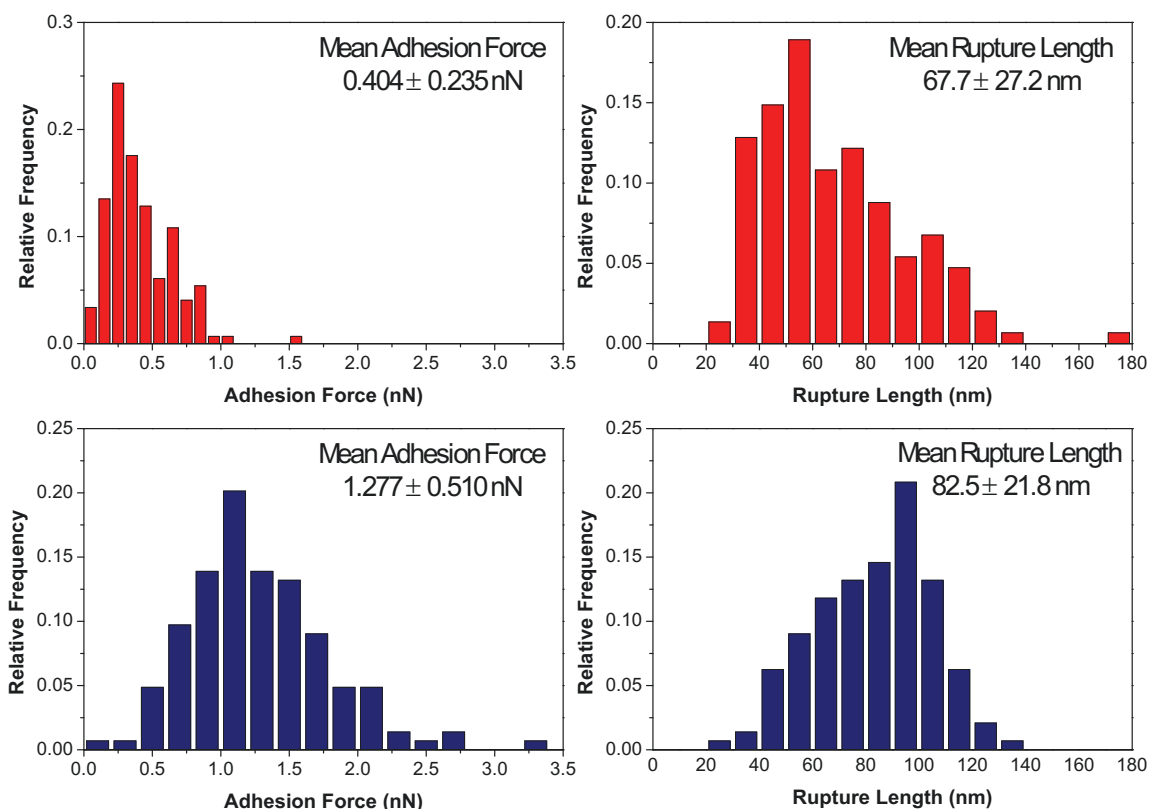 0.3
0.2
0.1
0.0
Relative Frequency
Mean Adhesion Force
0.404 ± 0.235 nN
0.0 0.5 1.0 1.5 2.0 2.5 3.0 3.5
Adhesion Force (nN)
0.20
0.15
0.10
0.05
0.00
Relative Frequency
Mean Rupture Length
67.7 ± 27.2 nm
0 20 40 60 80 100 120 140 160 180
Rupture Length (nm)
0.25
0.20
0.15
0.10
0.05
0.00
Relative Frequency
Mean Adhesion Force
1.277 ± 0.510 nN
0.0 0.5 1.0 1.5 2.0 2.5 3.0 3.5
Adhesion Force (nN)
0.25
0.20
0.15
0.10
0.05
0.00
Relative Frequency
Mean Rupture Length
82.5 ± 21.8 nm
0 20 40 60 80 100 120 140 160 180
Rupture Length (nm)